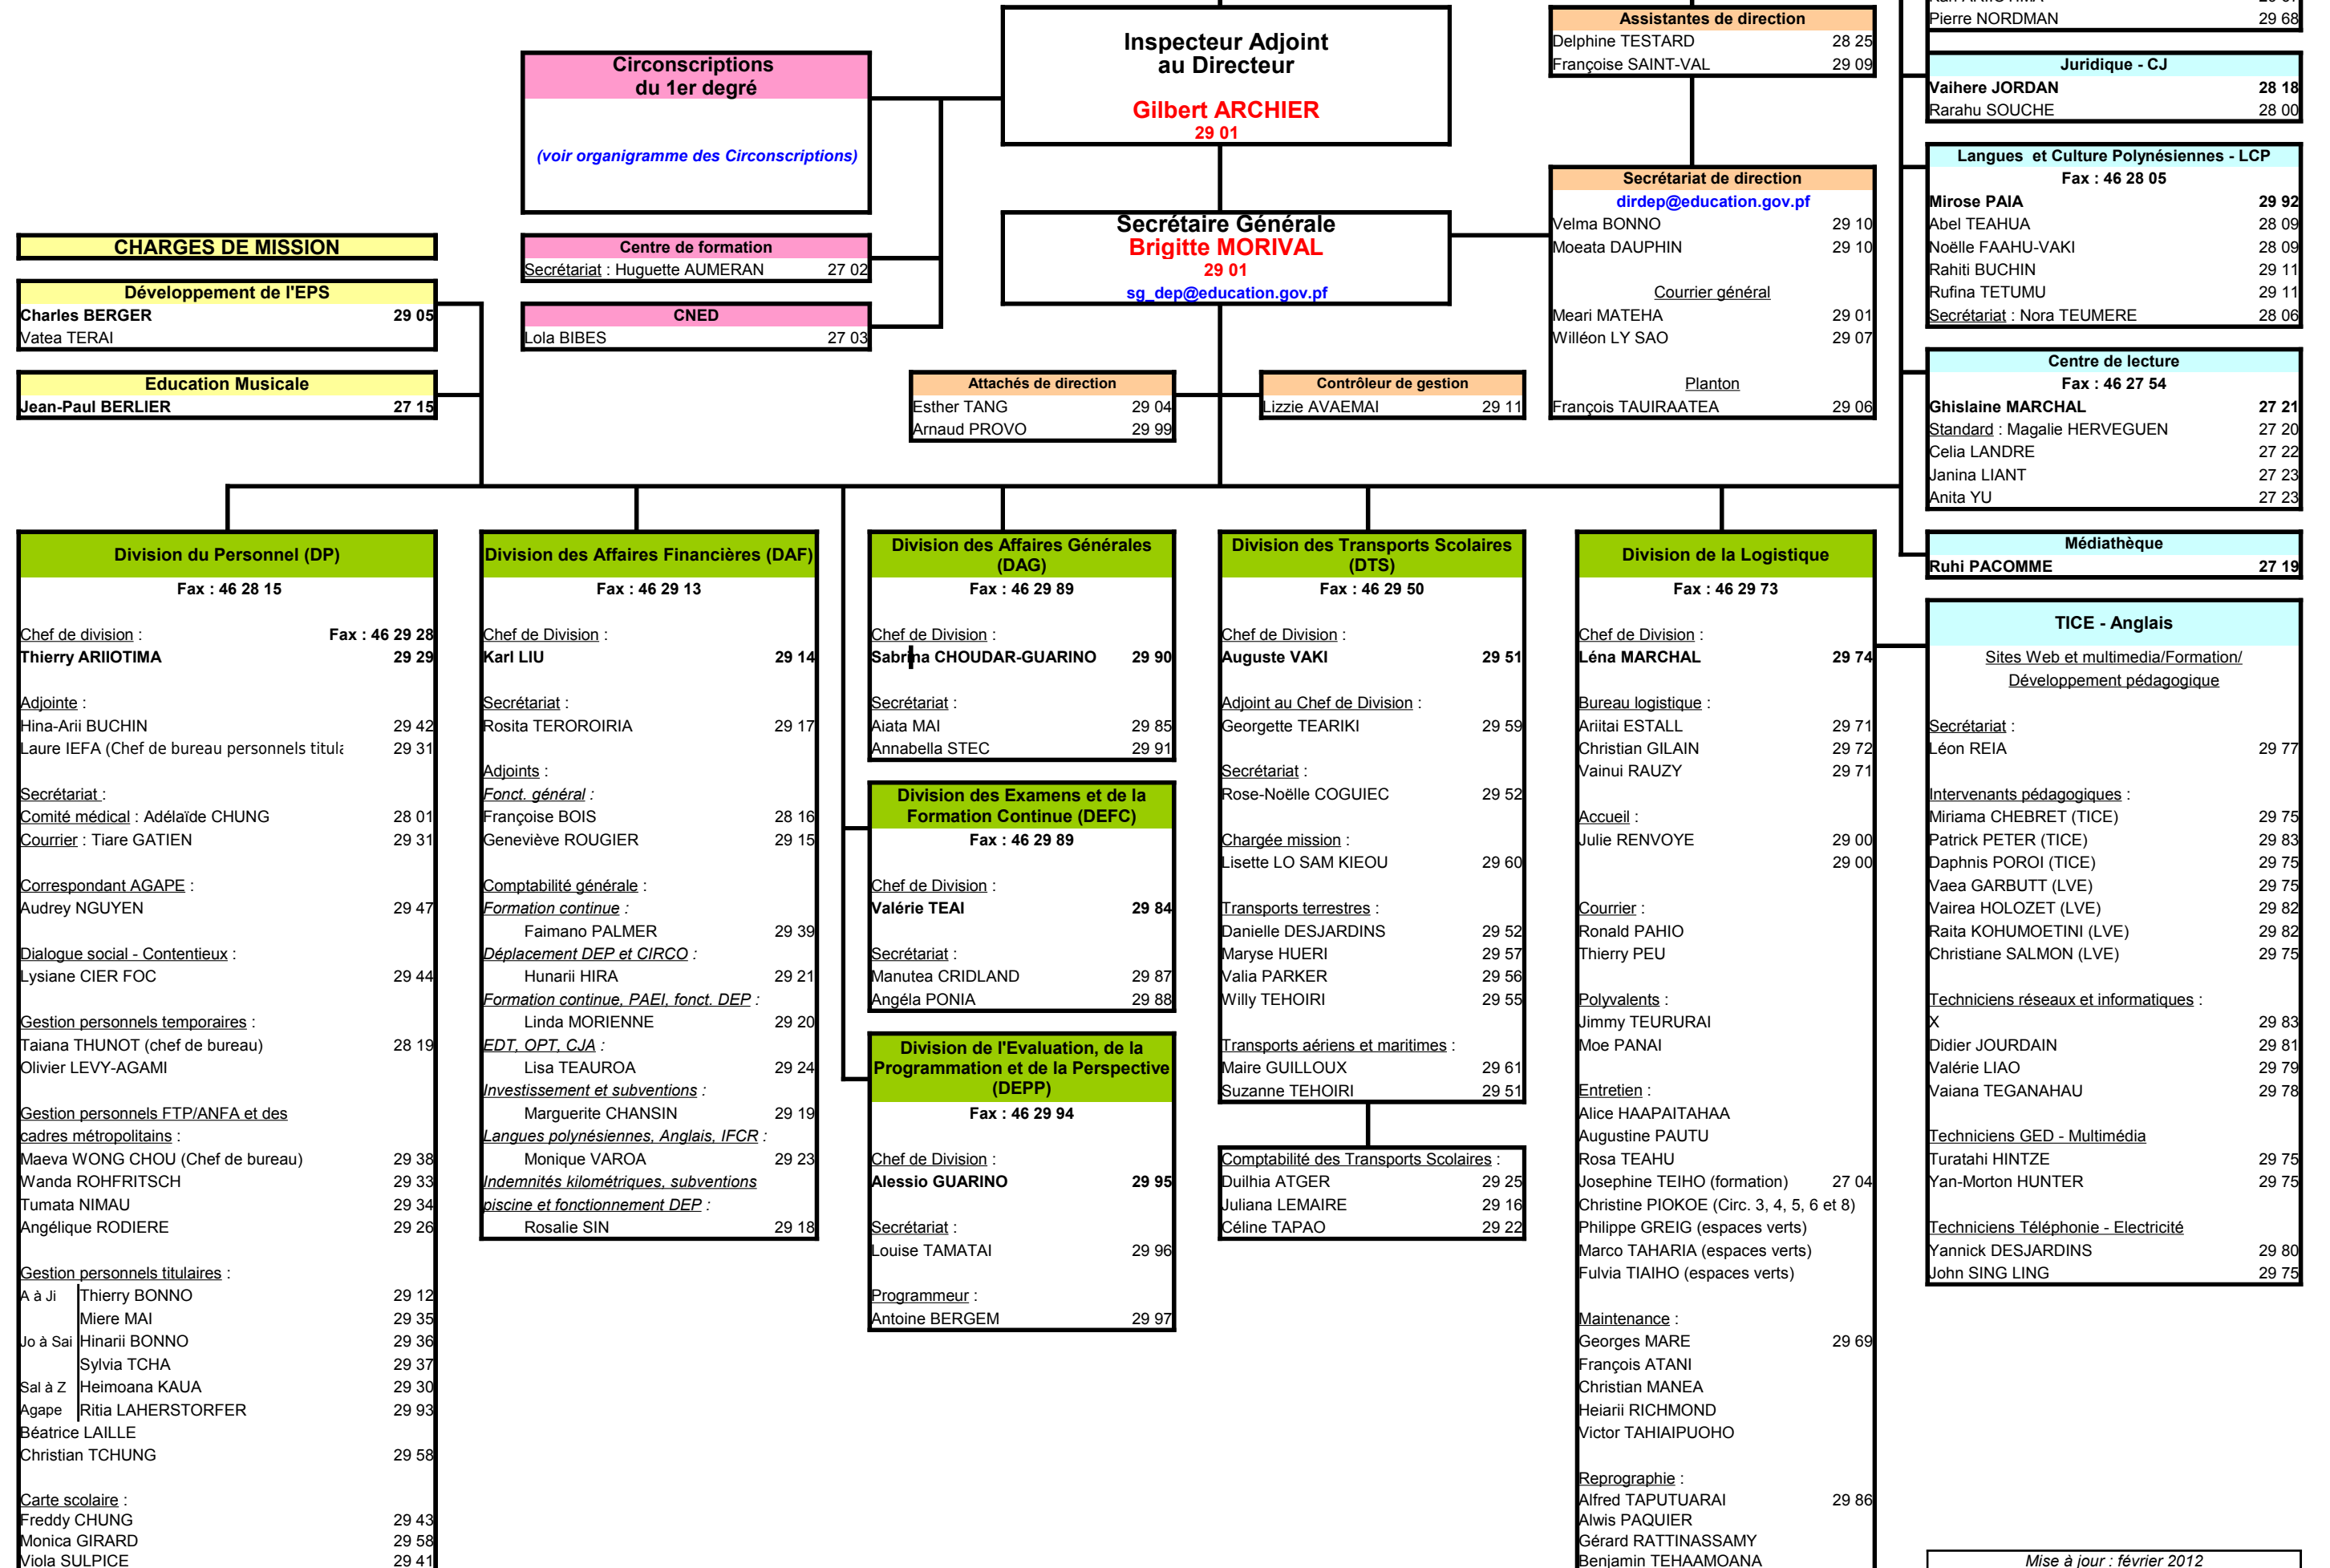 Inspecteur Adjoint
au Directeur
Gilbert ARCHIER
29 01
Circonscriptions
du 1er degré
(voir organigramme des Circonscriptions)
Centre de formation
Secrétariat : Huguette AUMERAN 27 02
CNED
Lola BIBES 27 03
Secrétaire Générale
Brigitte MORIVAL
29 01
sg_dep@education.gov.pf
Assistantes de direction
Delphine TESTARD 28 25
Françoise SAINT-VAL 29 09
Secrétariat de direction
dirdep@education.gov.pf
Velma BONNO 29 10
Moeata DAUPHIN 29 10
Courrier général
Meari MATEHA 29 01
Willéon LY SAO 29 07
Planton
François TAUIRAATEA 29 06
Pierre NORDMAN 29 68
Juridique - CJ
Vaihere JORDAN 28 18
Rarahu SOUCHE 28 00
Langues et Culture Polynésiennes - LCP
Fax : 46 28 05
Mirose PAIA 29 92
Abel TEAHUA 28 09
Noëlle FAAHU-VAKI 28 09
Rahiti BUCHIN 29 11
Rufina TETUMU 29 11
Secrétariat : Nora TEUMERE 28 06
Centre de lecture
Fax : 46 27 54
Ghislaine MARCHAL 27 21
Standard : Magalie HERVEGUEN 27 20
Celia LANDRE 27 22
Janina LIANT 27 23
Anita YU 27 23
Médiathèque
Ruhi PACOMME 27 19
CHARGES DE MISSION
Développement de l'EPS
Charles BERGER 29 05
Vatea TERAI
Education Musicale
Jean-Paul BERLIER 27 15
Attachés de direction
Esther TANG 29 04
Arnaud PROVO 29 99
Contrôleur de gestion
Lizzie AVAEMAI 29 11
Division du Personnel (DP)
Fax : 46 28 15
Chef de division : Fax : 46 29 28
Thierry ARIIOTIMA 29 29
Adjointe :
Hina-Arii BUCHIN 29 42
Laure IEFA (Chef de bureau personnels titula 29 31
Secrétariat :
Comité médical : Adélaïde CHUNG 28 01
Courrier : Tiare GATIEN 29 31
Correspondant AGAPE :
Audrey NGUYEN 29 47
Dialogue social - Contentieux :
Lysiane CIER FOC 29 44
Gestion personnels temporaires :
Taiana THUNOT (chef de bureau) 28 19
Olivier LEVY-AGAMI
Gestion personnels FTP/ANFA et des
cadres métropolitains :
Maeva WONG CHOU (Chef de bureau) 29 38
Wanda ROHFRITSCH 29 33
Tumata NIMAU 29 34
Angélique RODIERE 29 26
Gestion personnels titulaires :
A à Ji Thierry BONNO 29 12
Miere MAI 29 35
Jo à Sai Hinarii BONNO 29 36
Sylvia TCHA 29 37
Sal à Z Heimoana KAUA 29 30
Agape Ritia LAHERSTORFER 29 93
Béatrice LAILLE
Christian TCHUNG 29 58
Carte scolaire :
Freddy CHUNG 29 43
Monica GIRARD 29 58
Viola SULPICE 29 41
Division des Affaires Financières (DAF)
Fax : 46 29 13
Chef de Division :
Karl LIU 29 14
Secrétariat :
Rosita TEROROIRIA 29 17
Adjoints :
Fonct. général :
Françoise BOIS 28 16
Geneviève ROUGIER 29 15
Comptabilité générale :
Formation continue :
Faimano PALMER 29 39
Déplacement DEP et CIRCO :
Hunarii HIRA 29 21
Formation continue, PAEI, fonct. DEP :
Linda MORIENNE 29 20
EDT, OPT, CJA :
Lisa TEAUROA 29 24
Investissement et subventions :
Marguerite CHANSIN 29 19
Langues polynésiennes, Anglais, IFCR :
Monique VAROA 29 23
Indemnités kilométriques, subventions
piscine et fonctionnement DEP :
Rosalie SIN 29 18
Division des Affaires Générales
(DAG)
Fax : 46 29 89
Chef de Division :
Sabrina CHOUDAR-GUARINO 29 90
Secrétariat :
Aiata MAI 29 85
Annabella STEC 29 91
Division des Examens et de la
Formation Continue (DEFC)
Fax : 46 29 89
Chef de Division :
Valérie TEAI 29 84
Secrétariat :
Manutea CRIDLAND 29 87
Angéla PONIA 29 88
Division de l'Evaluation, de la
Programmation et de la Perspective
(DEPP)
Fax : 46 29 94
Chef de Division :
Alessio GUARINO 29 95
Secrétariat :
Louise TAMATAI 29 96
Programmeur :
Antoine BERGEM 29 97
Division des Transports Scolaires
(DTS)
Fax : 46 29 50
Chef de Division :
Auguste VAKI 29 51
Adjoint au Chef de Division :
Georgette TEARIKI 29 59
Secrétariat :
Rose-Noëlle COGUIEC 29 52
Chargée mission :
Lisette LO SAM KIEOU 29 60
Transports terrestres :
Danielle DESJARDINS 29 52
Maryse HUERI 29 57
Valia PARKER 29 56
Willy TEHOIRI 29 55
Transports aériens et maritimes :
Maire GUILLOUX 29 61
Suzanne TEHOIRI 29 51
Comptabilité des Transports Scolaires :
Duilhia ATGER 29 25
Juliana LEMAIRE 29 16
Céline TAPAO 29 22
Division de la Logistique
Fax : 46 29 73
Chef de Division :
Léna MARCHAL 29 74
Bureau logistique :
Ariitai ESTALL 29 71
Christian GILAIN 29 72
Vainui RAUZY 29 71
Accueil :
Julie RENVOYE 29 00
29 00
Courrier :
Ronald PAHIO
Thierry PEU
Polyvalents :
Jimmy TEURURAI
Moe PANAI
Entretien :
Alice HAAPAITAHAA
Augustine PAUTU
Rosa TEAHU
Josephine TEIHO (formation) 27 04
Christine PIOKOE (Circ. 3, 4, 5, 6 et 8)
Philippe GREIG (espaces verts)
Marco TAHARIA (espaces verts)
Fulvia TIAIHO (espaces verts)
Maintenance :
Georges MARE 29 69
François ATANI
Christian MANEA
Heiarii RICHMOND
Victor TAHIAIPUOHO
Reprographie :
Alfred TAPUTUARAI 29 86
Alwis PAQUIER
Gérard RATTINASSAMY
Benjamin TEHAAMOANA
TICE - Anglais
Sites Web et multimedia/Formation/
Développement pédagogique
Secrétariat :
Léon REIA 29 77
Intervenants pédagogiques :
Miriama CHEBRET (TICE) 29 75
Patrick PETER (TICE) 29 83
Daphnis POROI (TICE) 29 75
Vaea GARBUTT (LVE) 29 75
Vairea HOLOZET (LVE) 29 82
Raita KOHUMOETINI (LVE) 29 82
Christiane SALMON (LVE) 29 75
Techniciens réseaux et informatiques :
X 29 83
Didier JOURDAIN 29 81
Valérie LIAO 29 79
Vaiana TEGANAHAU 29 78
Techniciens GED - Multimédia
Turatahi HINTZE 29 75
Yan-Morton HUNTER 29 75
Techniciens Téléphonie - Electricité
Yannick DESJARDINS 29 80
John SING LING 29 75
Mise à jour : février 2012